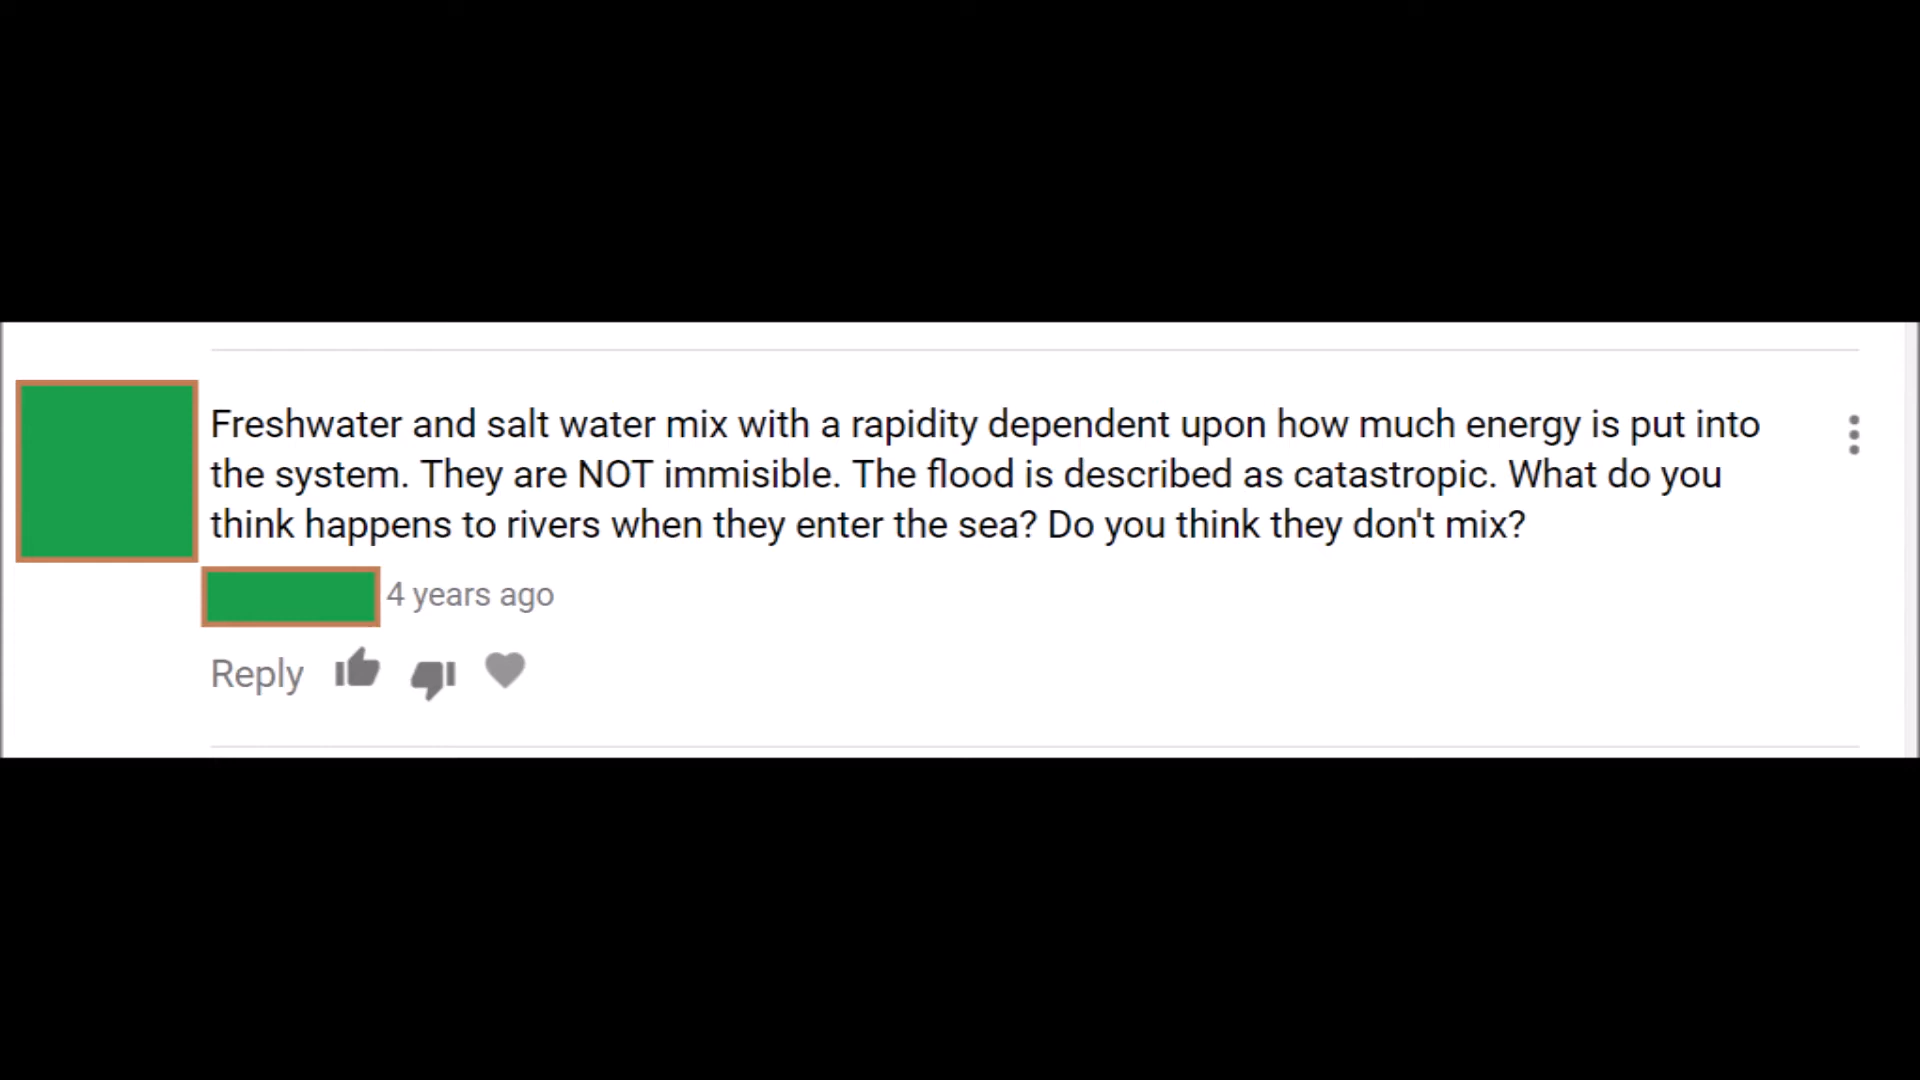 Freshwater and salt water mix with a rapidity dependent upon how much energy is put into
the system. They are NOT immisible. The flood is described as catastropic. What do you
think happens to rivers when they enter the sea? Do you think they don't mix?
4 years ago
Reply